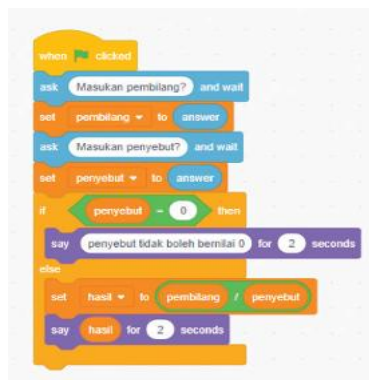 when clicked
ask Masukan pembilang? and wait
set pembilang to answer
ask Masukan penyebut? and wait
set penyebut to answer
if penyebut = 0 then
say penyebut tidak boleh bernilai 0 for 2 seconds
else
set hasil to pembilang / penyebut
say hasil for 2 seconds